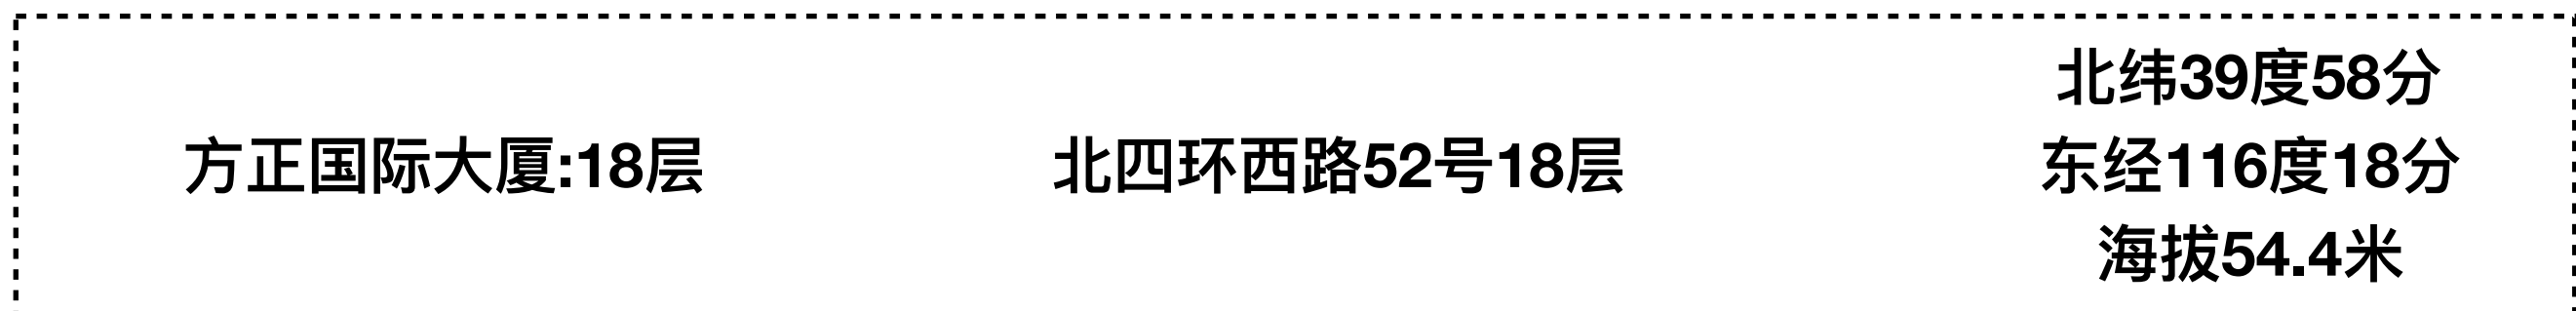 方正国际大厦:18层
北四环西路52号18层
北纬39度58分
东经116度18分
海拔54.4米